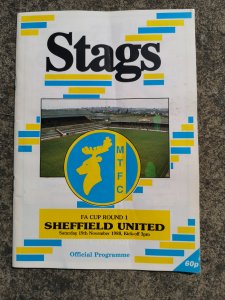 Stags
MTFC
FA CUP ROUND 1
SHEFFIELD UNITED
Saturday 19th November 1988, Kick-off 3pm
Official Programme
60p